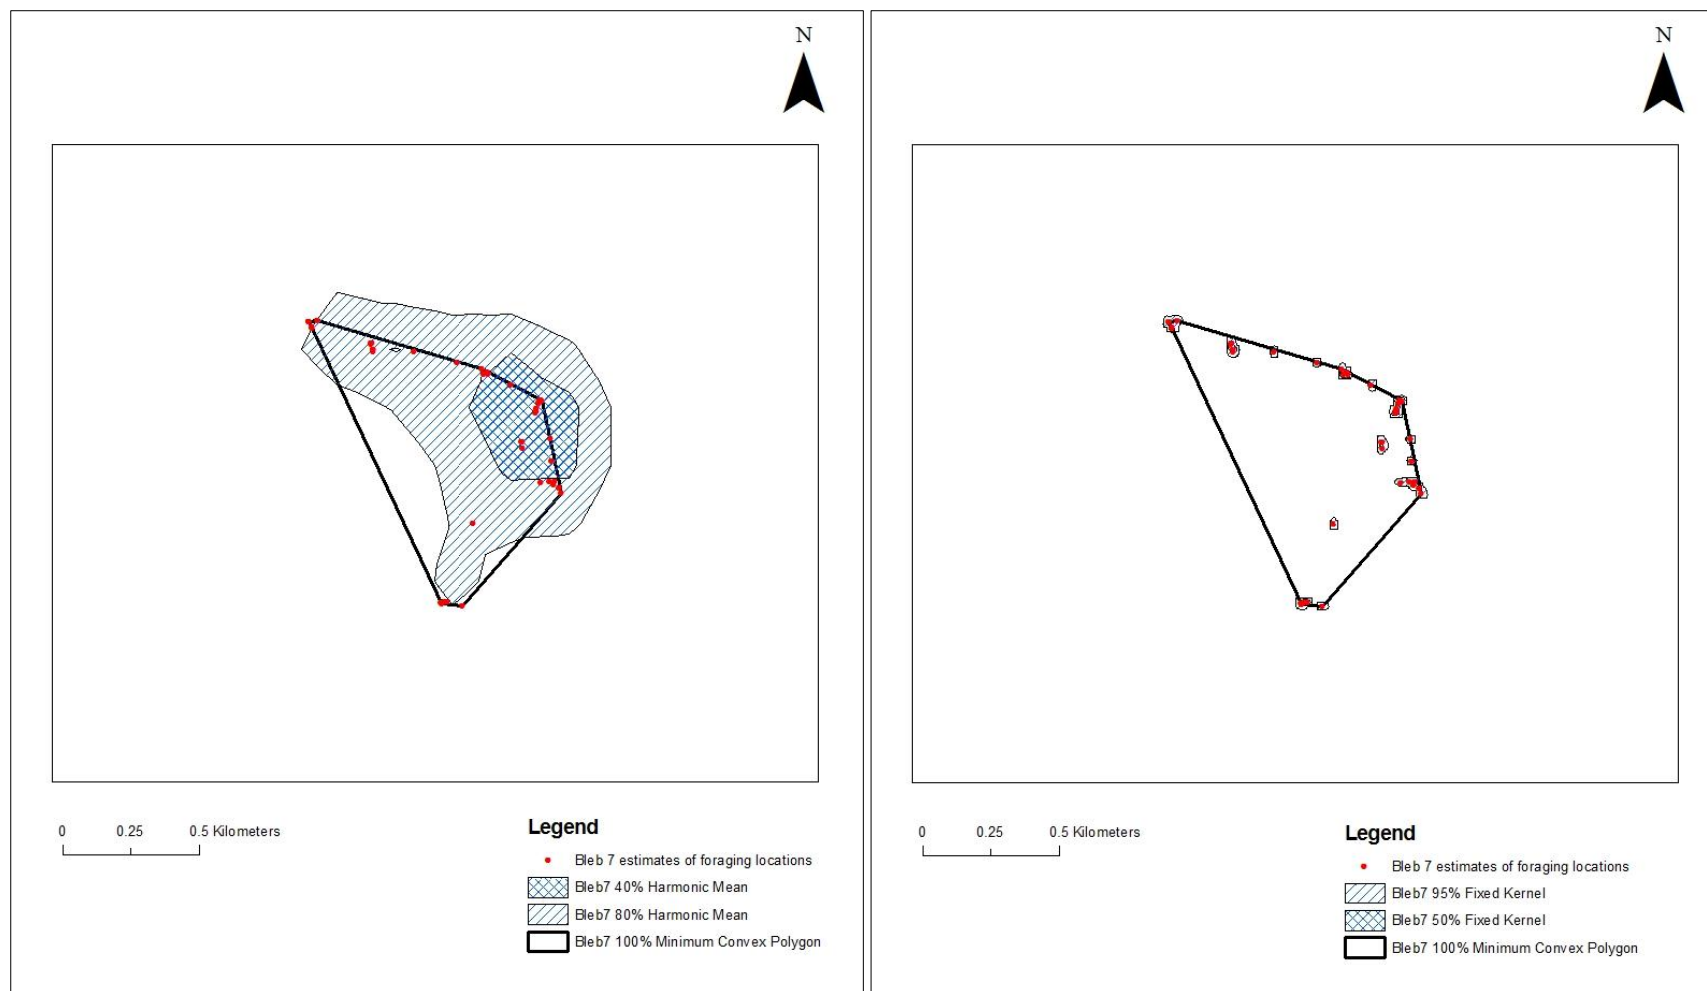 N
0 0.25 0.5 Kilometers
Legend
Bleb 7 estimates of foraging locations
Bleb7 40% Harmonic Mean
Bleb7 80% Harmonic Mean
Bleb7 100% Minimum Convex Polygon
N
0 0.25 0.5 Kilometers
Legend
Bleb 7 estimates of foraging locations
Bleb7 95% Fixed Kernel
Bleb7 50% Fixed Kernel
Bleb7 100% Minimum Convex Polygon